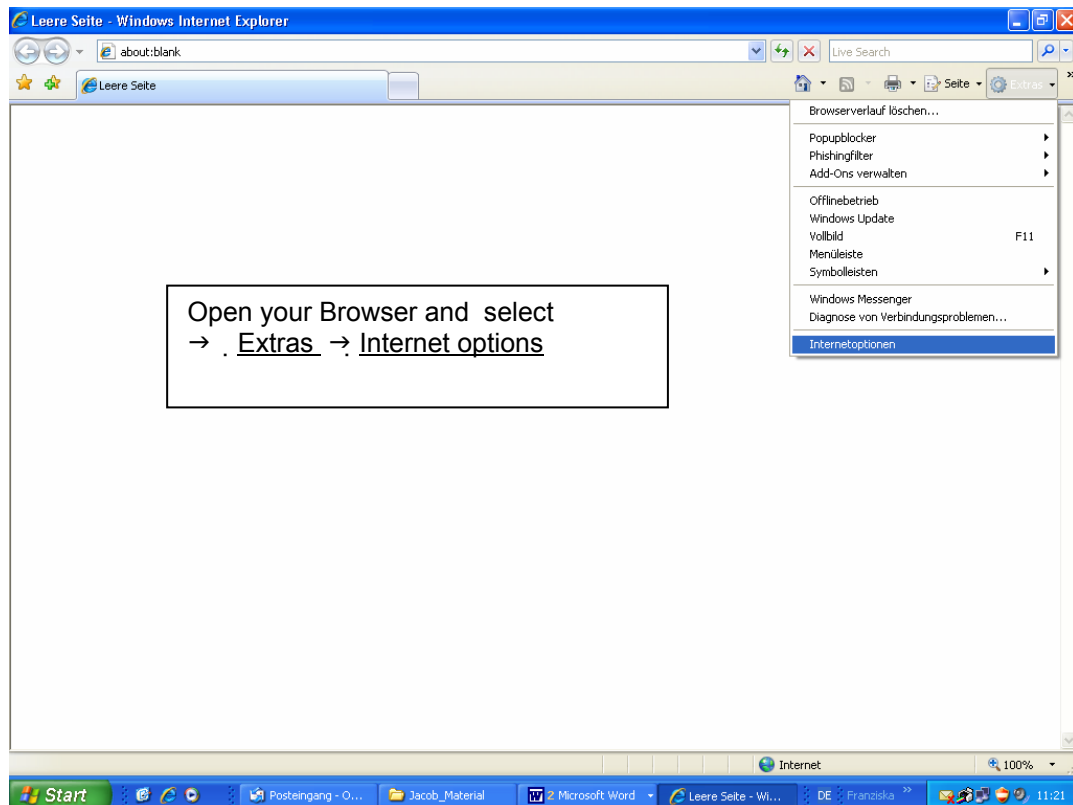 Leere Seite - Windows Internet Explorer
about:blank
Live Search
Leere Seite
Seite
Extras
»
Browserverlauf löschen...
Popupblocker
Phishingfilter
Add-Ons verwalten
Offlinebetrieb
Windows Update
Vollbild F11
Menüleiste
Symbolleisten
Windows Messenger
Diagnose von Verbindungsproblemen...
Internetoptionen
Open your Browser and select
→ . Extras → Internet options
Internet
100%
Start
Posteingang - O...
Jacob_Material
2 Microsoft Word
Leere Seite - Wi...
DE
Franziska »
11:21